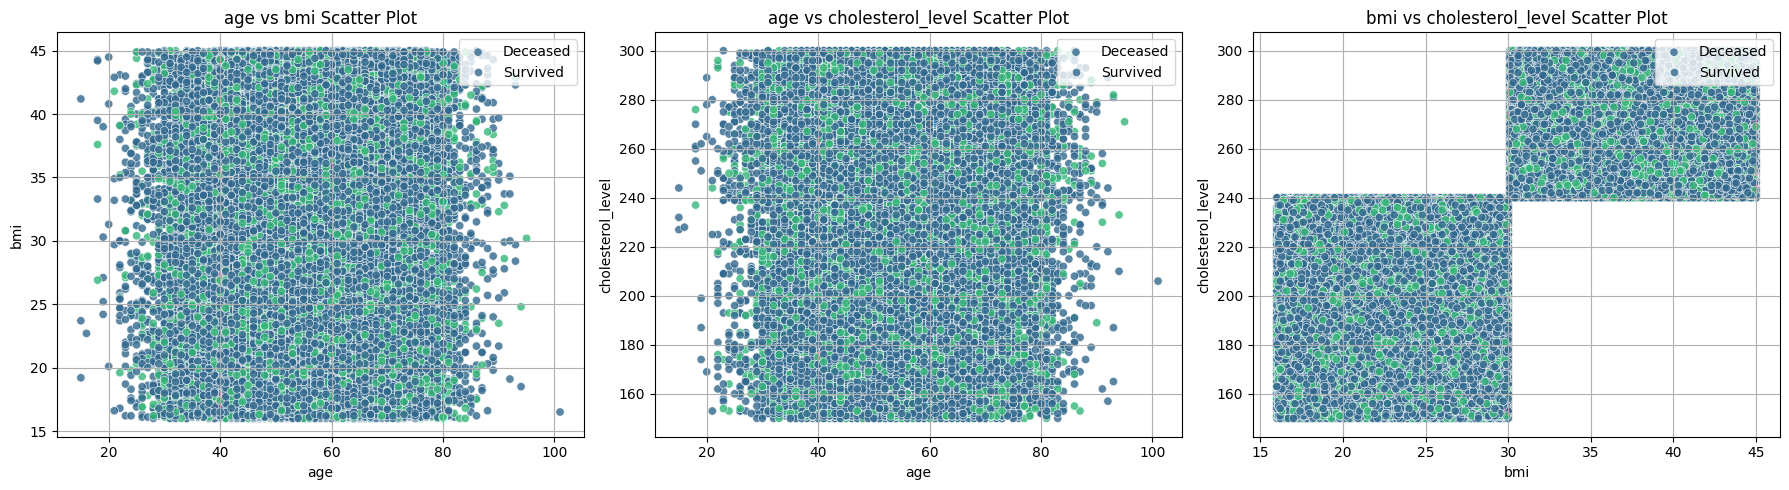 age vs bmi Scatter Plot
Deceased
Survived
45
40
35
30
25
20
15
bmi
20 40 60 80 100
age
age vs cholesterol_level Scatter Plot
Deceased
Survived
300
280
260
240
220
200
180
160
cholesterol_level
20 40 60 80 100
age
bmi vs cholesterol_level Scatter Plot
Deceased
Survived
300
280
260
240
220
200
180
160
cholesterol_level
15 20 25 30 35 40 45
bmi